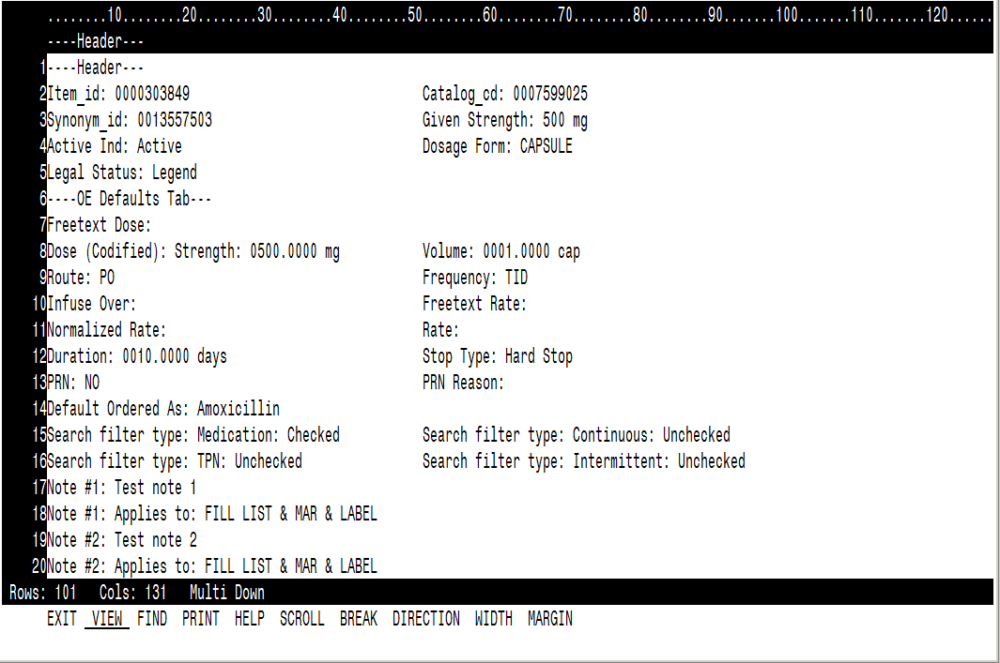 ........10........20........30........40........50........60........70........80........90.......100.......110.......120......
----Header---
1----Header---
2Item_id: 0000303849 Catalog_cd: 0007599025
3Synonym_id: 0013557503 Given Strength: 500 mg
4Active Ind: Active Dosage Form: CAPSULE
5Legal Status: Legend
6----OE Defaults Tab---
7Freetext Dose:
8Dose (Codified): Strength: 0500.0000 mg Volume: 0001.0000 cap
9Route: PO Frequency: TID
10Infuse Over: Freetext Rate:
11Normalized Rate: Rate:
12Duration: 0010.0000 days Stop Type: Hard Stop
13PRN: NO PRN Reason:
14Default Ordered As: Amoxicillin
15Search filter type: Medication: Checked Search filter type: Continuous: Unchecked
16Search filter type: TPN: Unchecked Search filter type: Intermittent: Unchecked
17Note #1: Test note 1
18Note #1: Applies to: FILL LIST & MAR & LABEL
19Note #2: Test note 2
20Note #2: Applies to: FILL LIST & MAR & LABEL
Rows: 101 Cols: 131 Multi Down
EXIT VIEW FIND PRINT HELP SCROLL BREAK DIRECTION WIDTH MARGIN